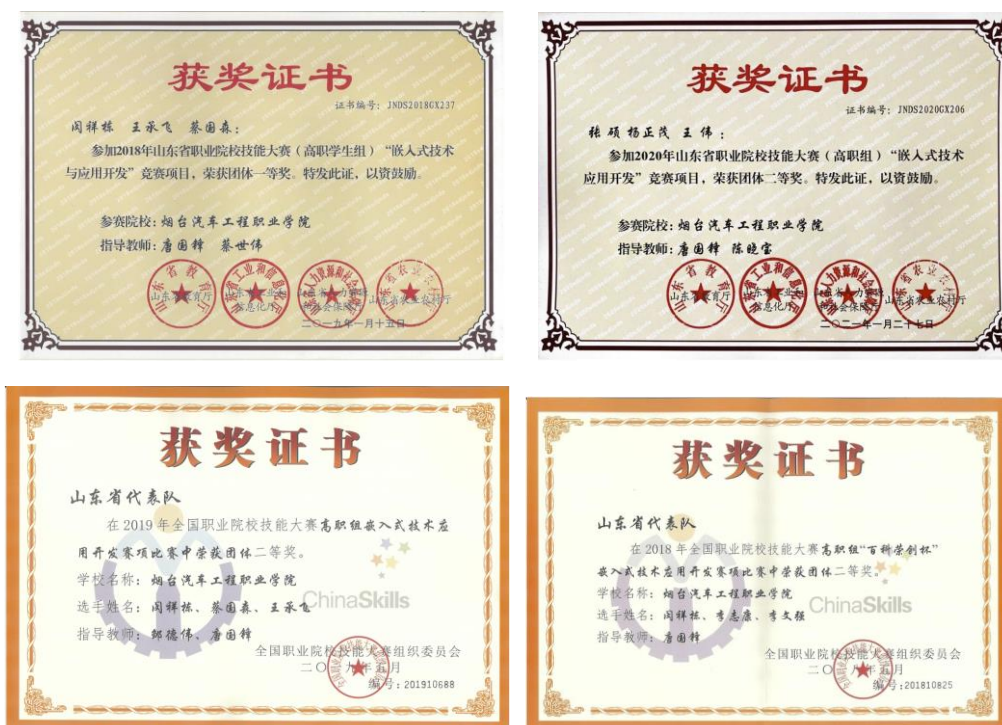 获奖证书
证书编号：JNDS2018GX237
闫祥栋 王承飞 蔡国森：
参加2018年山东省职业院校技能大赛（高职学生组）“嵌入式技术
与应用开发”竞赛项目，荣获团体一等奖。特发此证，以资鼓励。
参赛院校：烟台汽车工程职业学院
指导教师：唐国锋 蔡世伟
山东省教育厅
二〇一九年一月十五日
获奖证书
证书编号：JNDS2020GX206
张硕 杨正茂 王伟：
参加2020年山东省职业院校技能大赛（高职组）“嵌入式技术
应用开发”竞赛项目，荣获团体二等奖。特发此证，以资鼓励。
参赛院校：烟台汽车工程职业学院
指导教师：唐国锋 陈晓宝
山东省教育厅
二〇二一年一月二十七日
获奖证书
山东省代表队
在 2019 年全国职业院校技能大赛高职组嵌入式技术应
用开发赛项比赛中荣获团体二等奖。
学校名称：烟台汽车工程职业学院
选手姓名：闫祥栋、蔡国森、王承飞
指导教师：邹德伟、唐国锋
ChinaSkills
全国职业院校技能大赛组织委员会
编号：201910688
获奖证书
山东省代表队
在 2018 年全国职业院校技能大赛高职组“百科荣创杯”
嵌入式技术应用开发赛项比赛中荣获团体二等奖。
学校名称：烟台汽车工程职业学院
选手姓名：闫祥栋、李志康、李文强
指导教师：唐国锋
ChinaSkills
全国职业院校技能大赛组织委员会
编号：201810825